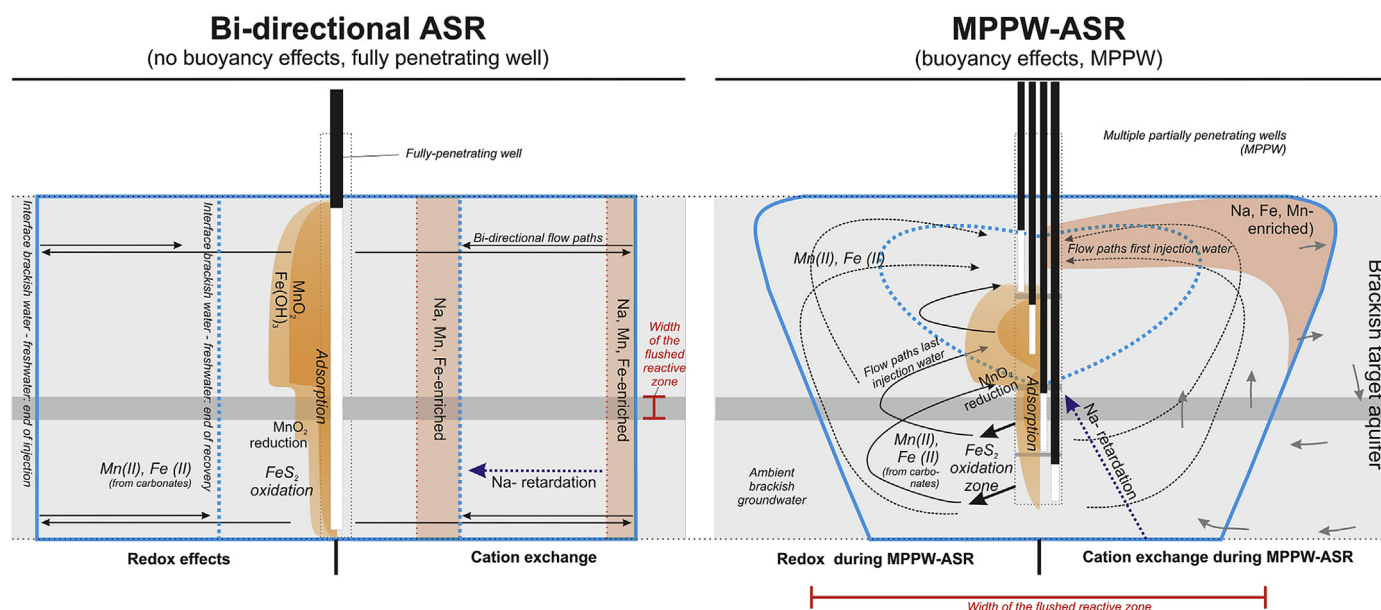 Bi-directional ASR
(no buoyancy effects, fully penetrating well)
Fully-penetrating well
Interface brackish water - freshwater: end of injection
Interface brackish water - freshwater: end of recovery
MnO2
Fe(OH)3
Adsorption
MnO2
reduction
FeS2
oxidation
Mn(II), Fe (II)
(from carbonates)
Bi-directional flow paths
Na, Mn, Fe-enriched
Na, Mn, Fe-enriched
Na- retardation
Width
of the
flushed
reactive
zone
Redox effects
Cation exchange
MPPW-ASR
(buoyancy effects, MPPW)
Multiple partially penetrating wells
(MPPW)
Na, Fe, Mn-
enriched)
Flow paths first injection water
Mn(II), Fe (II)
Flow paths last
injection water
MnO2
reduction
Adsorption
Mn(II),
Fe (II)
(from carbo-
nates)
FeS2
oxidation
zone
Na- retardation
Ambient
brackish
groundwater
Brackish target aquifer
Redox during MPPW-ASR
Cation exchange during MPPW-ASR
Width of the flushed reactive zone